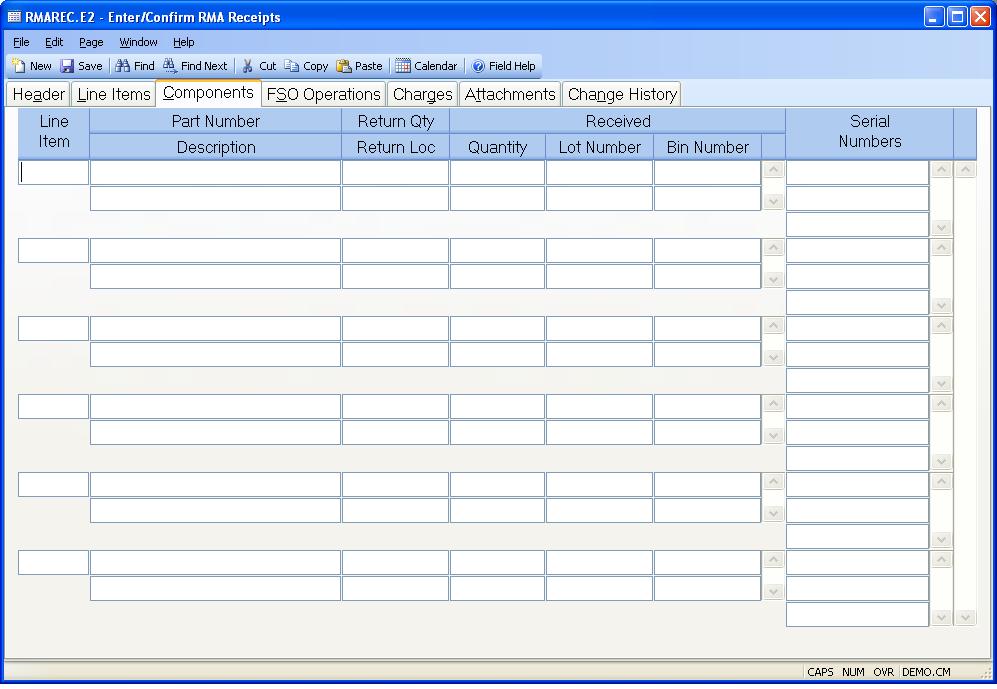 RMAREC.E2 - Enter/Confirm RMA Receipts
File Edit Page Window Help
New Save Find Find Next Cut Copy Paste Calendar Field Help
Header Line Items Components FSO Operations Charges Attachments Change History
Line Item Part Number Return Qty Received Serial Numbers
Description Return Loc Quantity Lot Number Bin Number
CAPS NUM OVR DEMO.CM